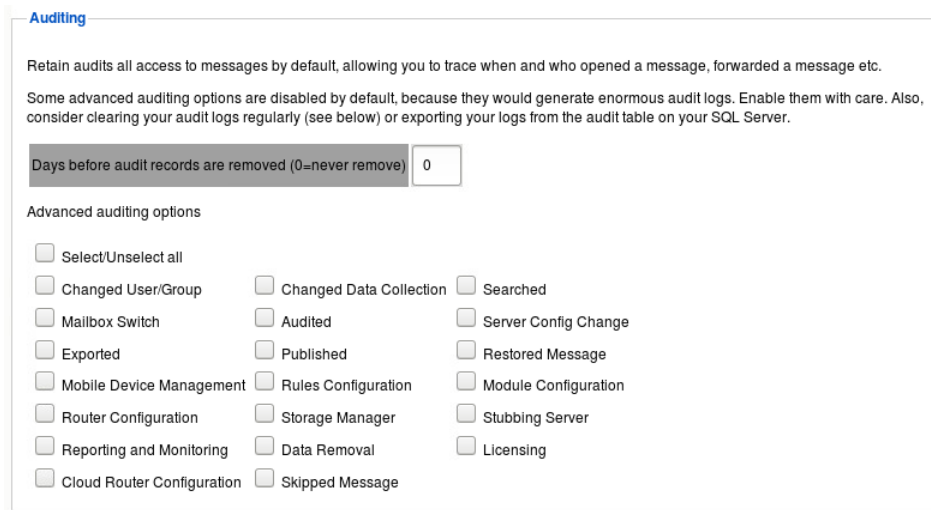 Auditing
Retain audits all access to messages by default, allowing you to trace when and who opened a message, forwarded a message etc.
Some advanced auditing options are disabled by default, because they would generate enormous audit logs. Enable them with care. Also,
consider clearing your audit logs regularly (see below) or exporting your logs from the audit table on your SQL Server.
Days before audit records are removed (0=never remove) 0
Advanced auditing options
Select/Unselect all
Changed User/Group Changed Data Collection Searched
Mailbox Switch Audited Server Config Change
Exported Published Restored Message
Mobile Device Management Rules Configuration Module Configuration
Router Configuration Storage Manager Stubbing Server
Reporting and Monitoring Data Removal Licensing
Cloud Router Configuration Skipped Message